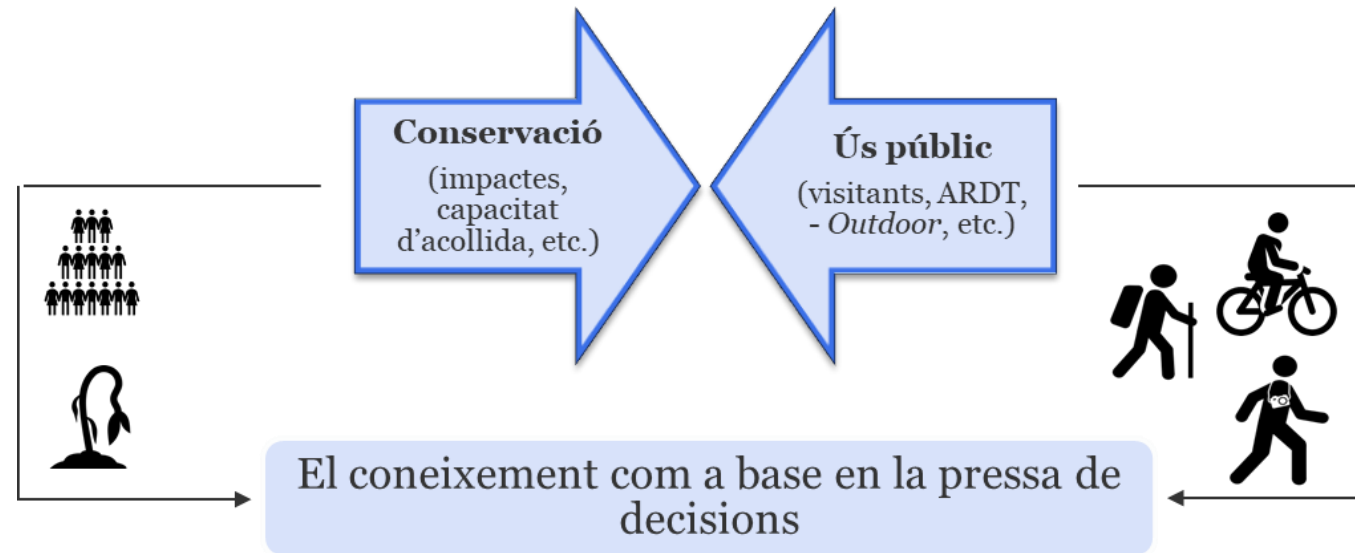 Conservació
(impactes,
capacitat
d'acollida, etc.)
Ús públic
(visitants, ARDT,
- Outdoor, etc.)
El coneixement com a base en la pressa de
decisions